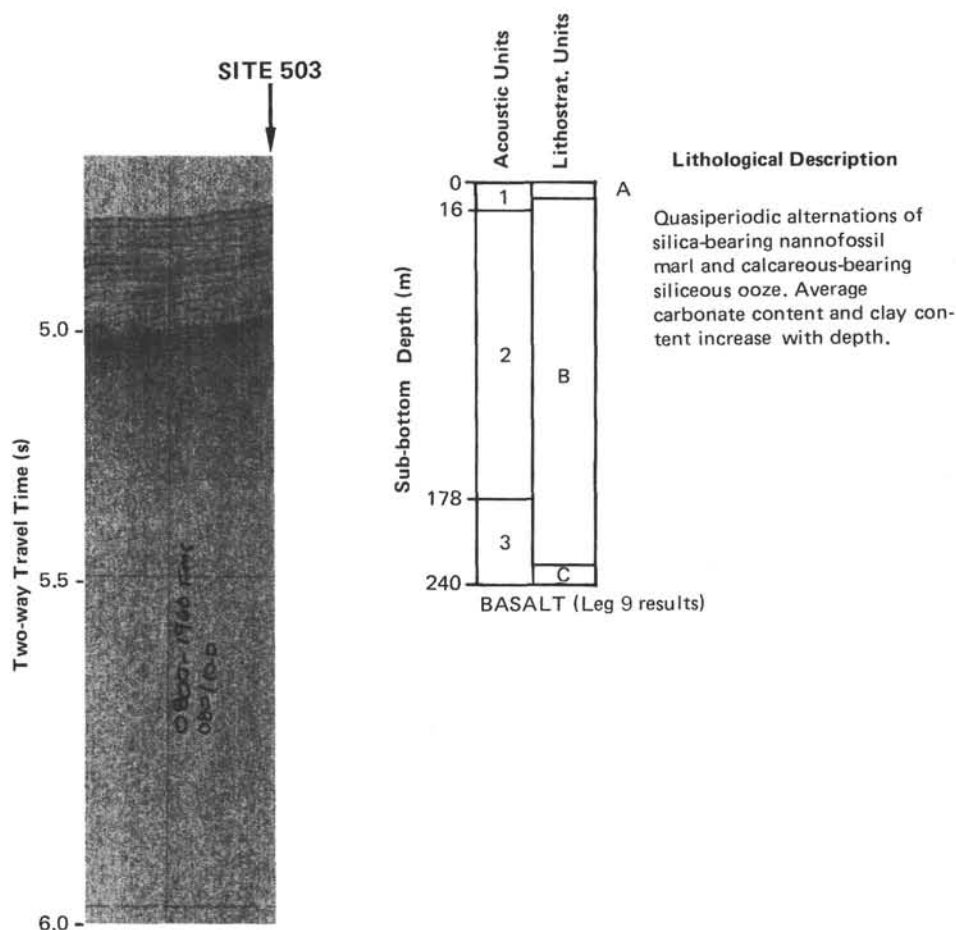 SITE 503
Two-way Travel Time (s)
5.0
5.5
6.0
Acoustic Units
Lithostrat. Units
Sub-bottom Depth (m)
0
16
178
240
1
2
3
A
B
C
BASALT (Leg 9 results)
Lithological Description
Quasiperiodic alternations of
silica-bearing nannofossil
marl and calcareous-bearing
siliceous ooze. Average
carbonate content and clay con-
tent increase with depth.